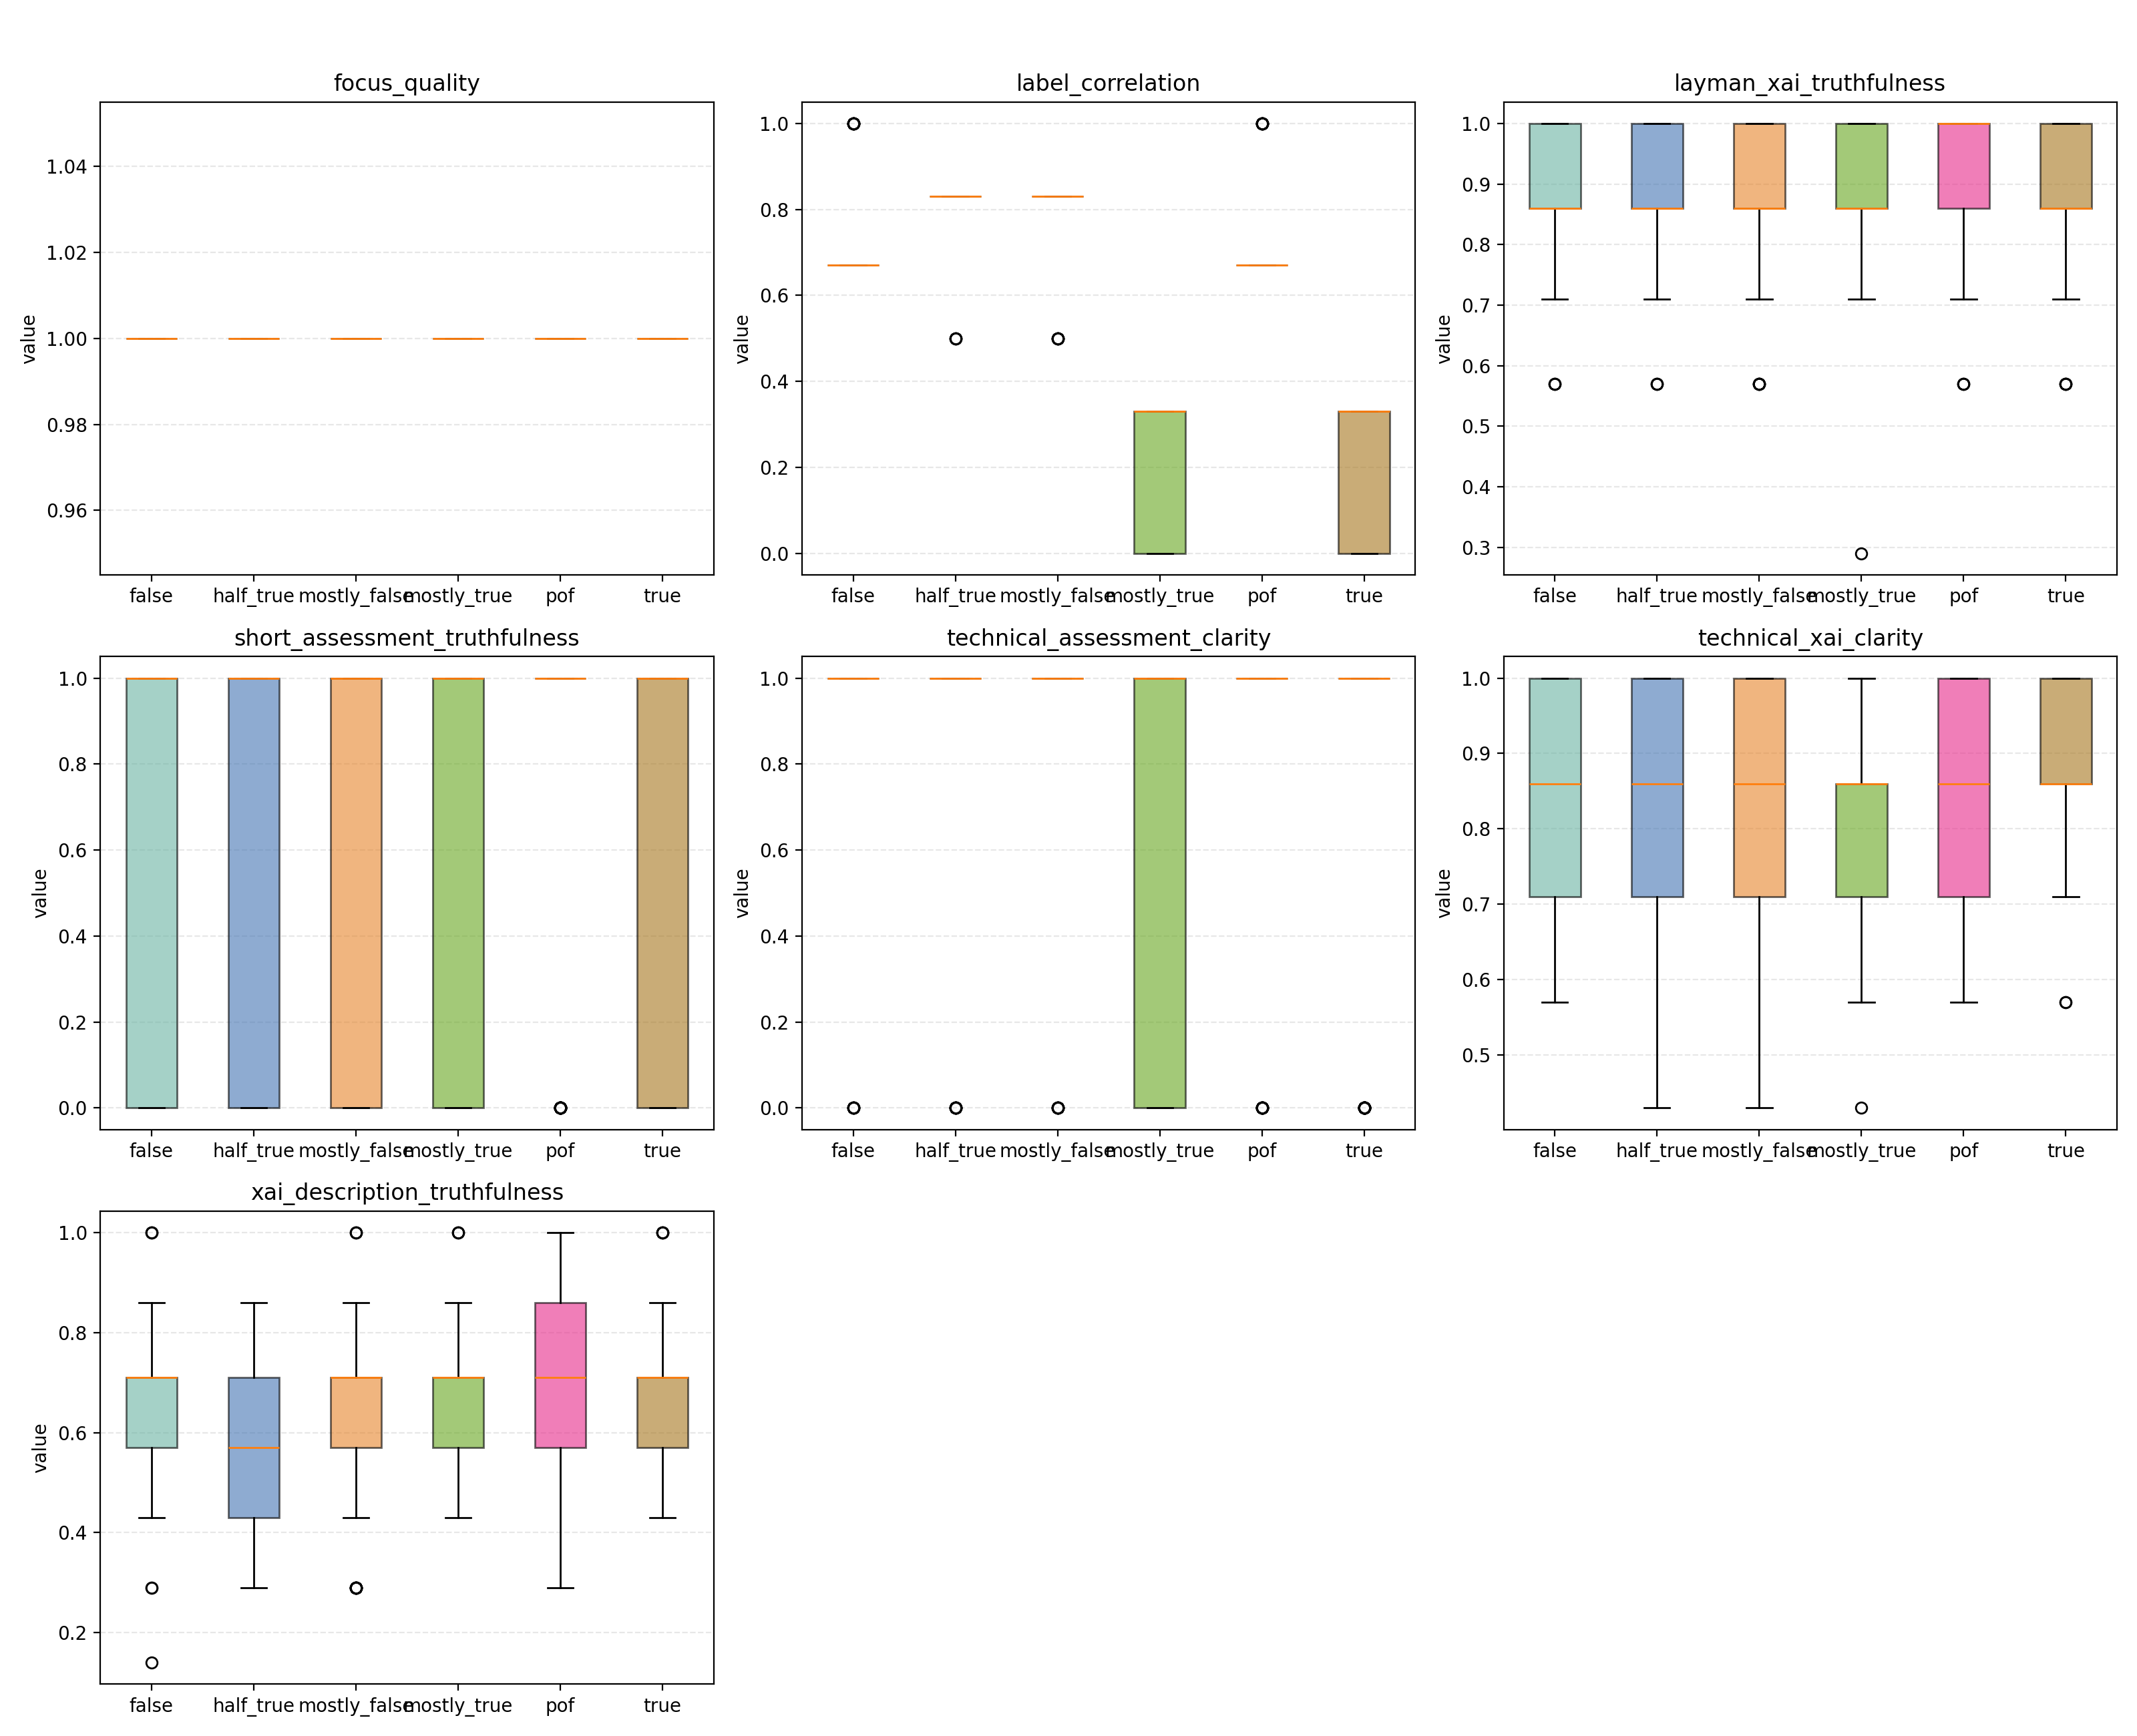 focus_quality
label_correlation
layman_xai_truthfulness
value
1.04
1.02
1.00
0.98
0.96
false half_true mostly_false mostly_true pof true
value
1.0
0.8
0.6
0.4
0.2
0.0
false half_true mostly_false mostly_true pof true
value
1.0
0.9
0.8
0.7
0.6
0.5
0.4
0.3
false half_true mostly_false mostly_true pof true
short_assessment_truthfulness
technical_assessment_clarity
technical_xai_clarity
value
1.0
0.8
0.6
0.4
0.2
0.0
false half_true mostly_false mostly_true pof true
value
1.0
0.8
0.6
0.4
0.2
0.0
false half_true mostly_false mostly_true pof true
value
1.0
0.9
0.8
0.7
0.6
0.5
false half_true mostly_false mostly_true pof true
xai_description_truthfulness
value
1.0
0.8
0.6
0.4
0.2
false half_true mostly_false mostly_true pof true